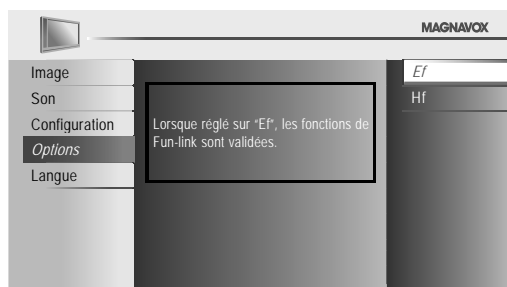 MAGNAVOX
Image
Son
Configuration
Options
Langue
Lorsque réglé sur "Ef", les fonctions de
Fun-link sont validées.
Ef
Hf